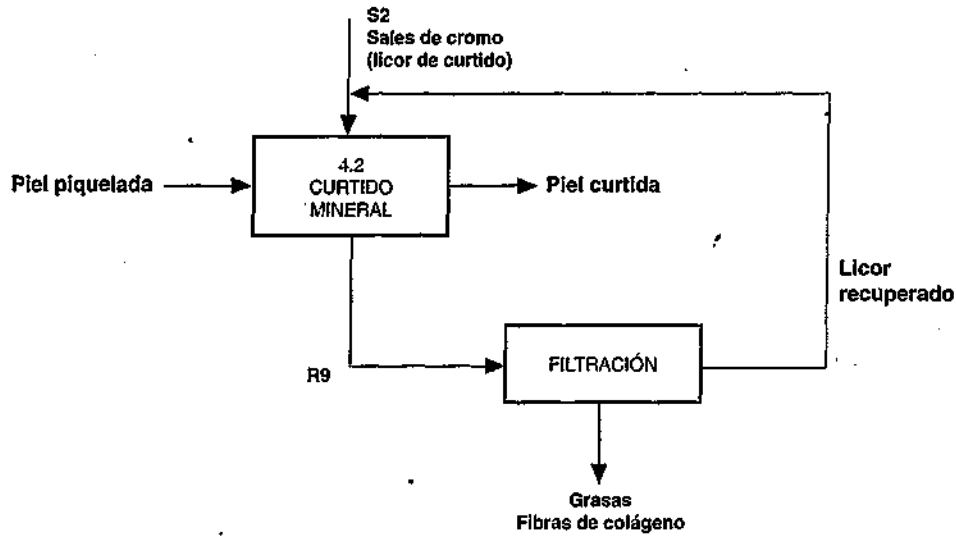 S2
Sales de cromo
(licor de curtido)
4.2
CURTIDO
MINERAL
Piel piquelada
Piel curtida
Licor
recuperado
R9
FILTRACIÓN
Grasas
Fibras de colágeno